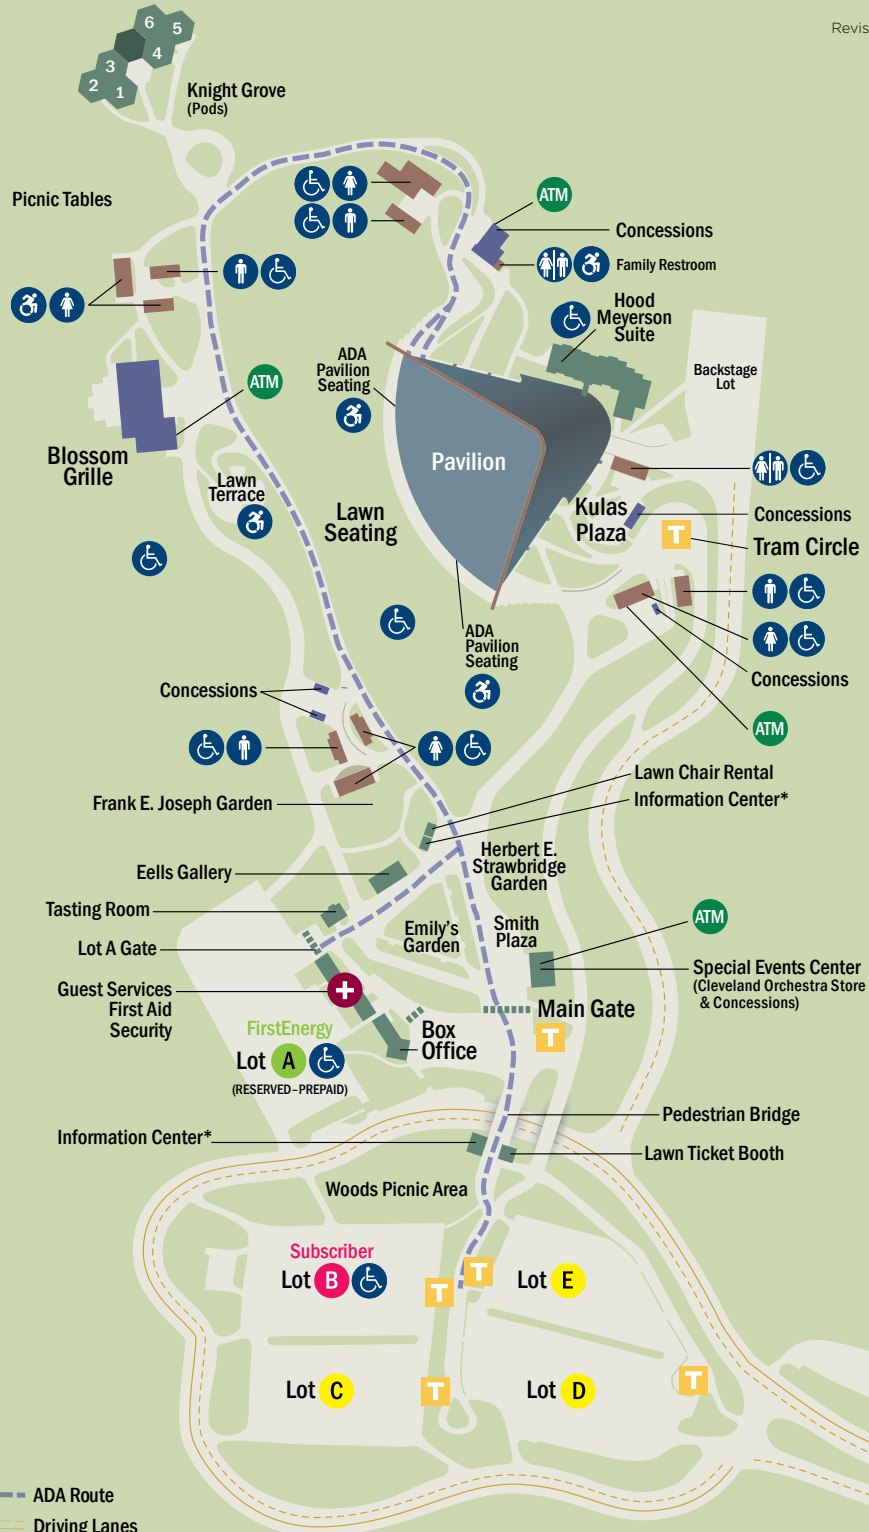 Revis
6
5
4
3
2
1
Knight Grove
(Pods)
Picnic Tables
ATM
Concessions
Family Restroom
Hood
Meyerson
Suite
ADA
Pavilion
Seating
Backstage
Lot
ATM
Blossom
Grille
Pavilion
Lawn
Terrace
Lawn
Seating
Kulas
Plaza
Concessions
T
Tram Circle
ADA
Pavilion
Seating
Concessions
Concessions
ATM
Lawn Chair Rental
Information Center*
Frank E. Joseph Garden
Herbert E.
Strawbridge
Garden
Eells Gallery
Tasting Room
Emily's
Garden
Smith
Plaza
ATM
Lot A Gate
Special Events Center
(Cleveland Orchestra Store
& Concessions)
Guest Services
First Aid
Security
Main Gate
T
FirstEnergy
Lot A
(RESERVED–PREPAID)
Box
Office
Pedestrian Bridge
Information Center*
Lawn Ticket Booth
Woods Picnic Area
Subscriber
Lot B
T
T
Lot E
Lot C
T
Lot D
T
ADA Route
Driving Lanes